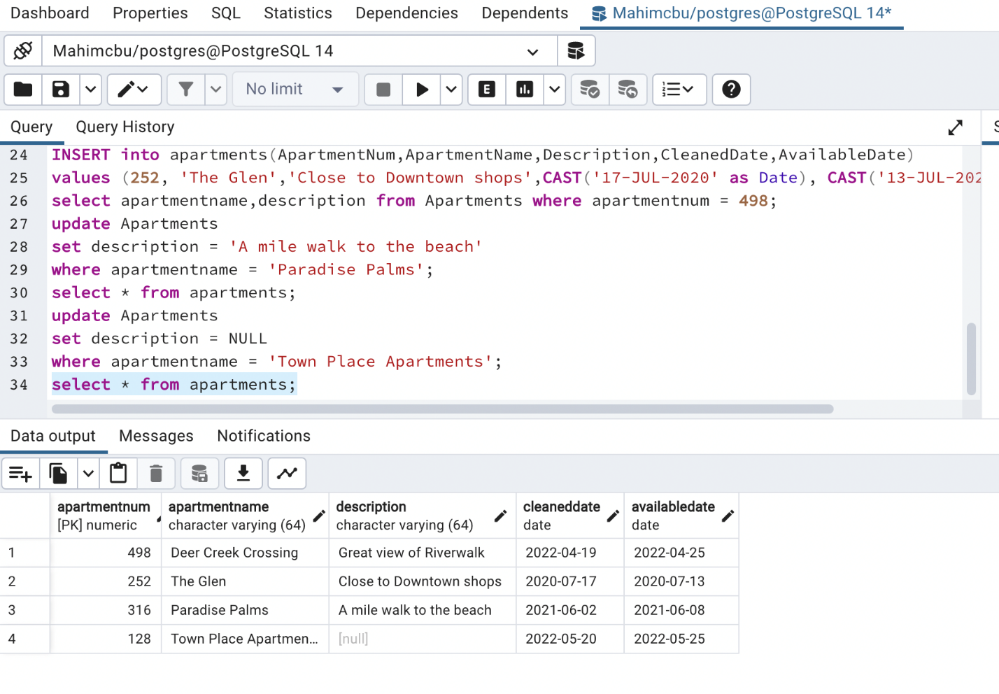 Dashboard Properties SQL Statistics Dependencies Dependents Mahimcbu/postgres@PostgreSQL 14*
Mahimcbu/postgres@PostgreSQL 14
No limit E ?
Query Query History
24 INSERT into apartments(ApartmentNum,ApartmentName,Description,CleanedDate,AvailableDate)
25 values (252, 'The Glen','Close to Downtown shops',CAST('17-JUL-2020' as Date), CAST('13-JUL-202
26 select apartmentname,description from Apartments where apartmentnum = 498;
27 update Apartments
28 set description = 'A mile walk to the beach'
29 where apartmentname = 'Paradise Palms';
30 select * from apartments;
31 update Apartments
32 set description = NULL
33 where apartmentname = 'Town Place Apartments';
34 select * from apartments;
Data output Messages Notifications
apartmentnum apartmentname description cleaneddate availabledate
[PK] numeric character varying (64) character varying (64) date date
1 498 Deer Creek Crossing Great view of Riverwalk 2022-04-19 2022-04-25
2 252 The Glen Close to Downtown shops 2020-07-17 2020-07-13
3 316 Paradise Palms A mile walk to the beach 2021-06-02 2021-06-08
4 128 Town Place Apartmen... [null] 2022-05-20 2022-05-25